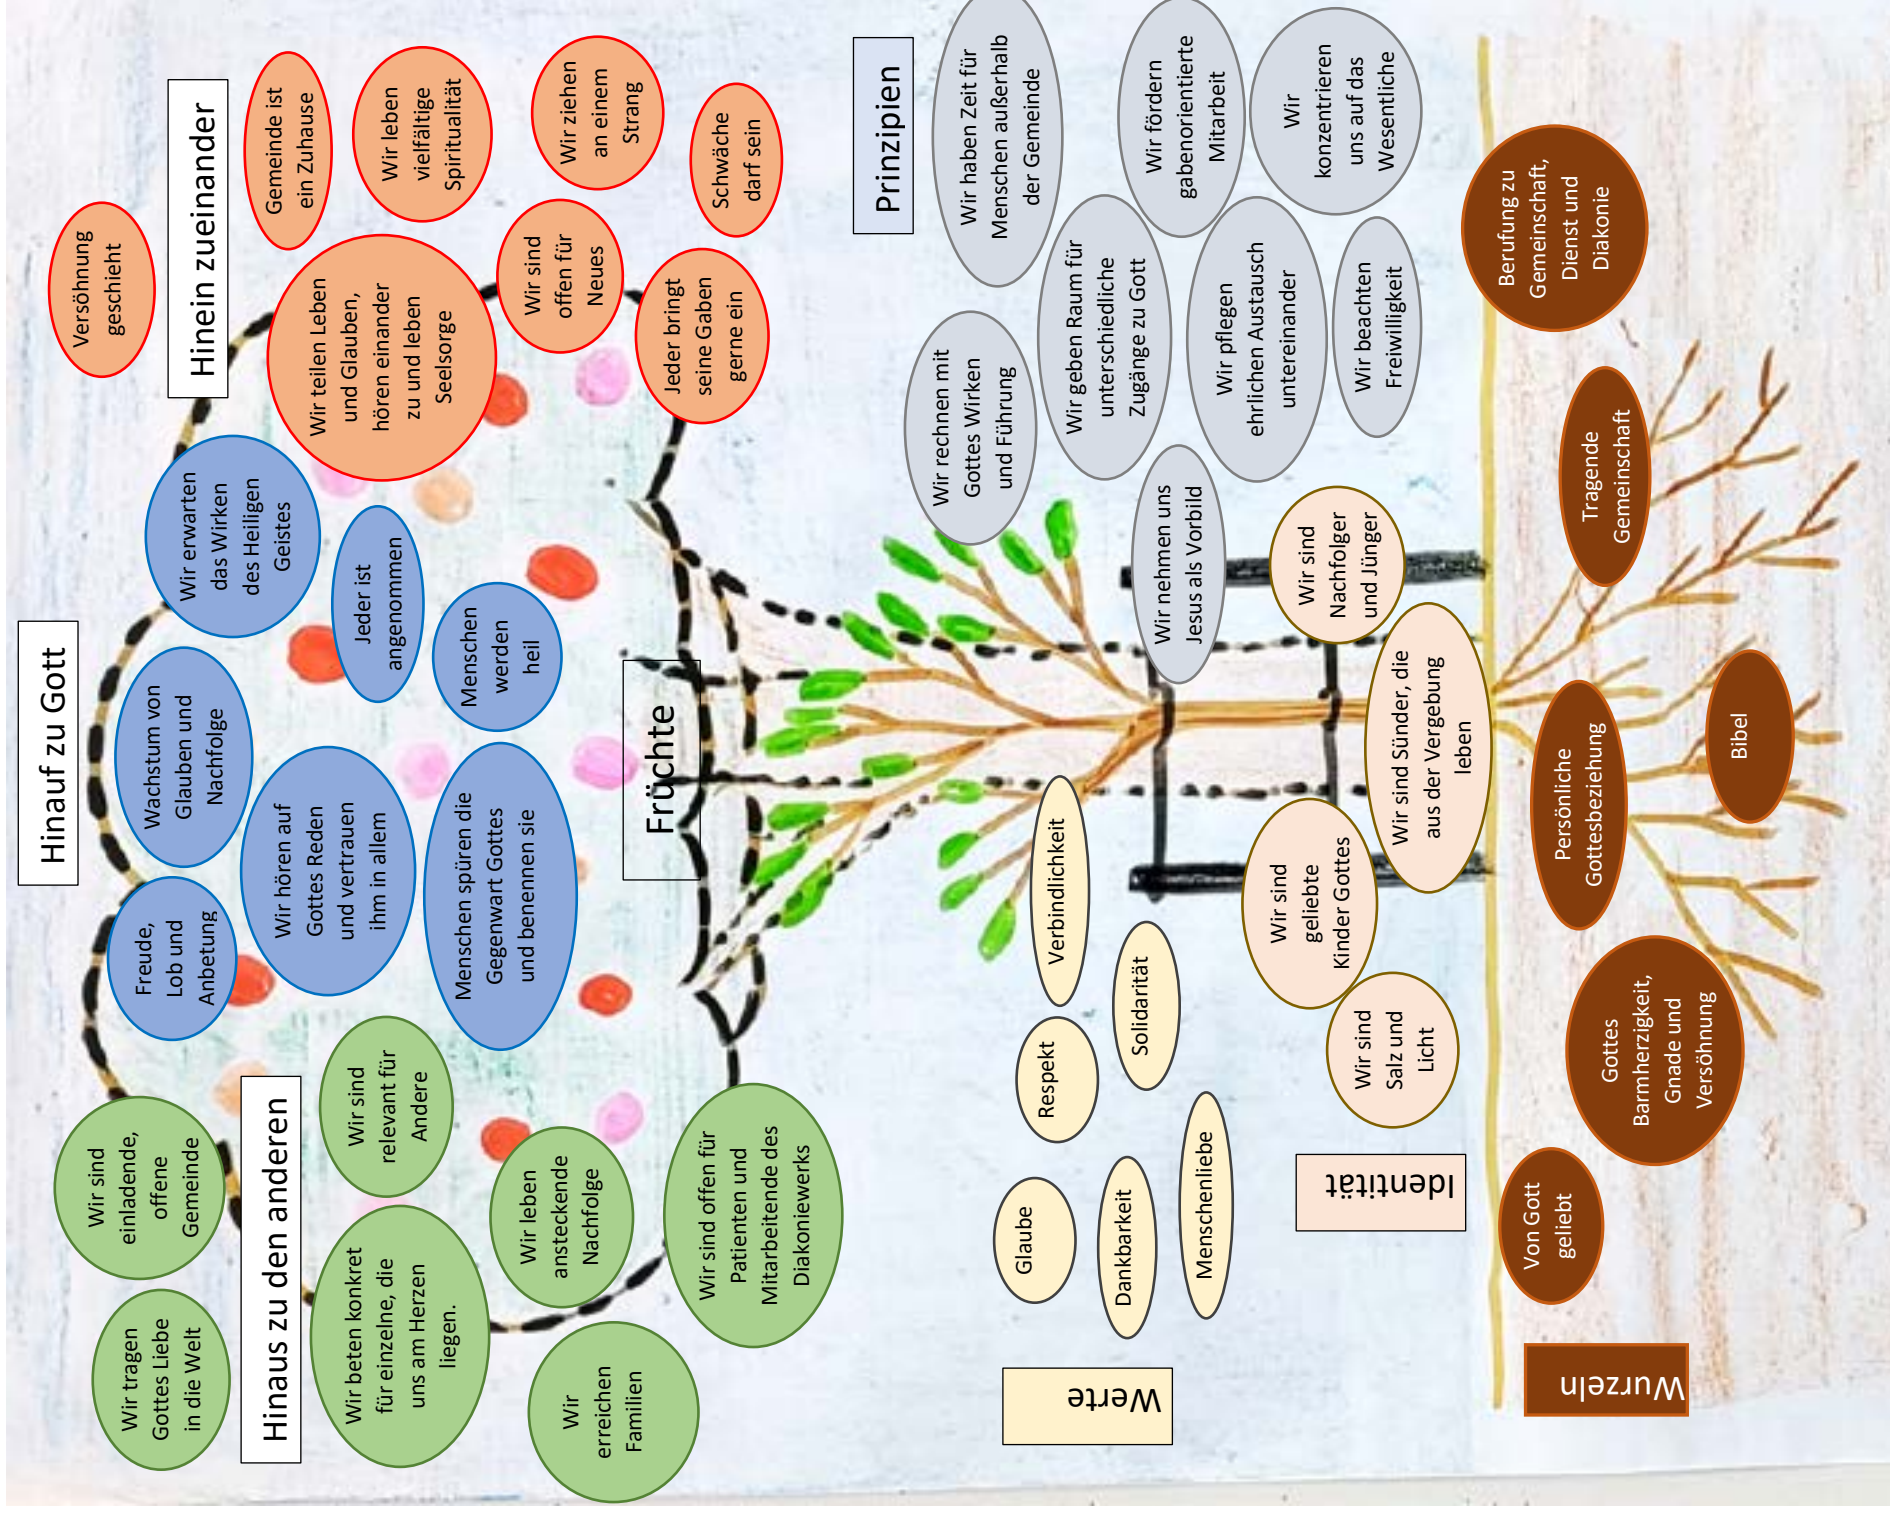 Hinauf zu Gott
Freude,
Lob und
Anbetung
Wachstum von
Glauben und
Nachfolge
Wir erwarten
das Wirken
des Heiligen
Geistes
Wir hören auf
Gottes Reden
und vertrauen
ihm in allem
Jeder ist
angenommen
Menschen spüren die
Gegenwart Gottes
und benennen sie
Menschen
werden
heil
Hinaus zu den anderen
Wir tragen
Gottes Liebe
in die Welt
Wir sind
einladende,
offene
Gemeinde
Wir beten konkret
für einzelne, die
uns am Herzen
liegen.
Wir sind
relevant für
Andere
Wir leben
ansteckende
Nachfolge
Wir
erreichen
Familien
Wir sind offen für
Patienten und
Mitarbeitende des
Diakoniewerks
Hinein zueinander
Versöhnung
geschieht
Gemeinde ist
ein Zuhause
Wir teilen Leben
und Glauben,
hören einander
zu und leben
Seelsorge
Wir leben
vielfältige
Spiritualität
Wir sind
offen für
Neues
Wir ziehen
an einem
Strang
Jeder bringt
seine Gaben
gerne ein
Schwäche
darf sein
Früchte
Prinzipien
Wir rechnen mit
Gottes Wirken
und Führung
Wir haben Zeit für
Menschen außerhalb
der Gemeinde
Wir geben Raum für
unterschiedliche
Zugänge zu Gott
Wir fördern
gabenorientierte
Mitarbeit
Wir nehmen uns
Jesus als Vorbild
Wir pflegen
ehrlichen Austausch
untereinander
Wir
konzentrieren
uns auf das
Wesentliche
Wir beachten
Freiwilligkeit
Werte
Glaube
Respekt
Verbindlichkeit
Dankbarkeit
Solidarität
Menschenliebe
Identität
Wir sind
Salz und
Licht
Wir sind
geliebte
Kinder Gottes
Wir sind
Nachfolger
und Jünger
Wir sind Sünder, die
aus der Vergebung
leben
Wurzeln
Von Gott
geliebt
Gottes
Barmherzigkeit,
Gnade und
Versöhnung
Persönliche
Gottesbeziehung
Bibel
Tragende
Gemeinschaft
Berufung zu
Gemeinschaft,
Dienst und
Diakonie